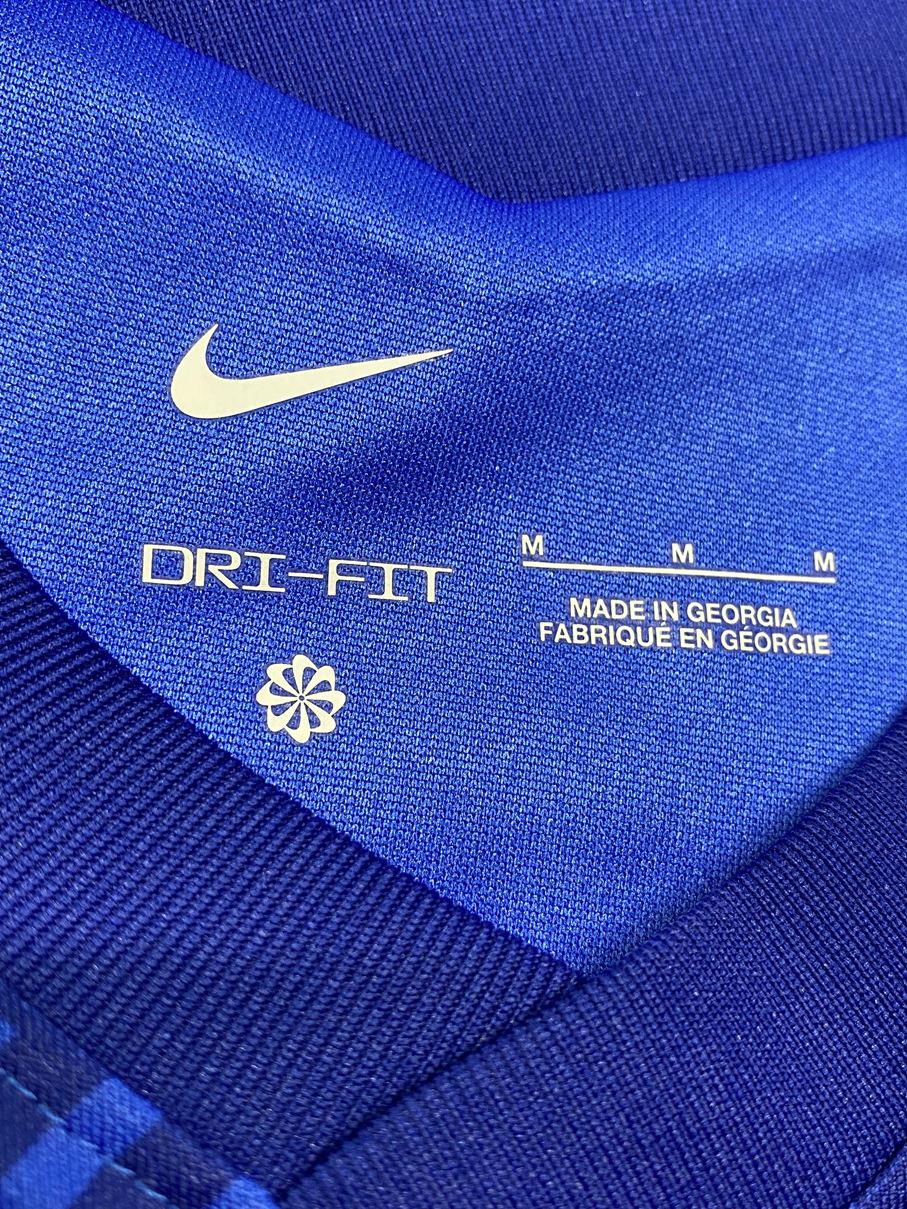 DRI-FIT
M M M
MADE IN GEORGIA
FABRIQUÉ EN GÉORGIE